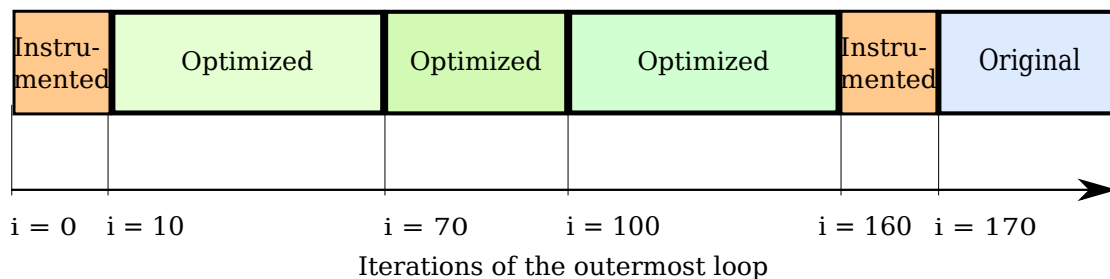 Instru-
mented
Optimized
Optimized
Optimized
Instru-
mented
Original
i = 0
i = 10
i = 70
i = 100
i = 160
i = 170
Iterations of the outermost loop